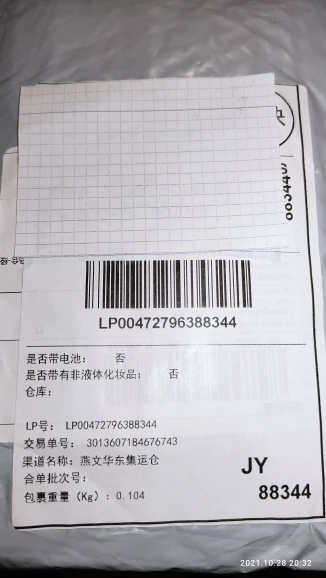 LP00472796388344
是否带电池： 否
是否带有非液体化妆品： 否
仓库：
LP号： LP00472796388344
交易单号： 3013607184676743
渠道名称：燕文华东集运仓
合单批次号：
包裹重量（Kg）：0.104
JY
88344
2021.10.28 20:32